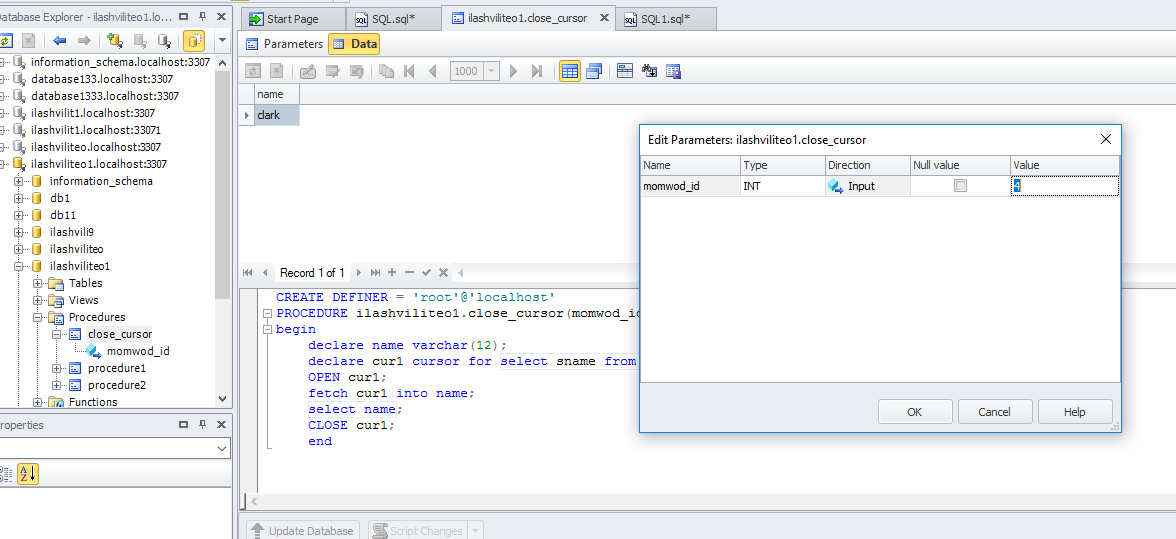 Database Explorer - ilashviliteo1.lo...
Start Page
SQL.sql*
ilashviliteo1.close_cursor
SQL1.sql*
Parameters
Data
1000
information_schema.localhost:3307
database133.localhost:3307
database1333.localhost:3307
ilashvilit1.localhost:3307
ilashvilit1.localhost:33071
ilashviliteo.localhost:3307
ilashviliteo1.localhost:3307
information_schema
db1
db11
ilashvili9
ilashviliteo
ilashviliteo1
Tables
Views
Procedures
close_cursor
momwod_id
procedure1
procedure2
Functions
roperties
name
clark
Record 1 of 1
CREATE DEFINER = 'root'@'localhost'
PROCEDURE ilashviliteo1.close_cursor(momwod_id
begin
declare name varchar(12);
declare cur1 cursor for select sname from
OPEN cur1;
fetch cur1 into name;
select name;
CLOSE cur1;
end
Edit Parameters: ilashviliteo1.close_cursor
Name Type Direction Null value Value
momwod_id INT Input 4
OK Cancel Help
Update Database
Script Changes